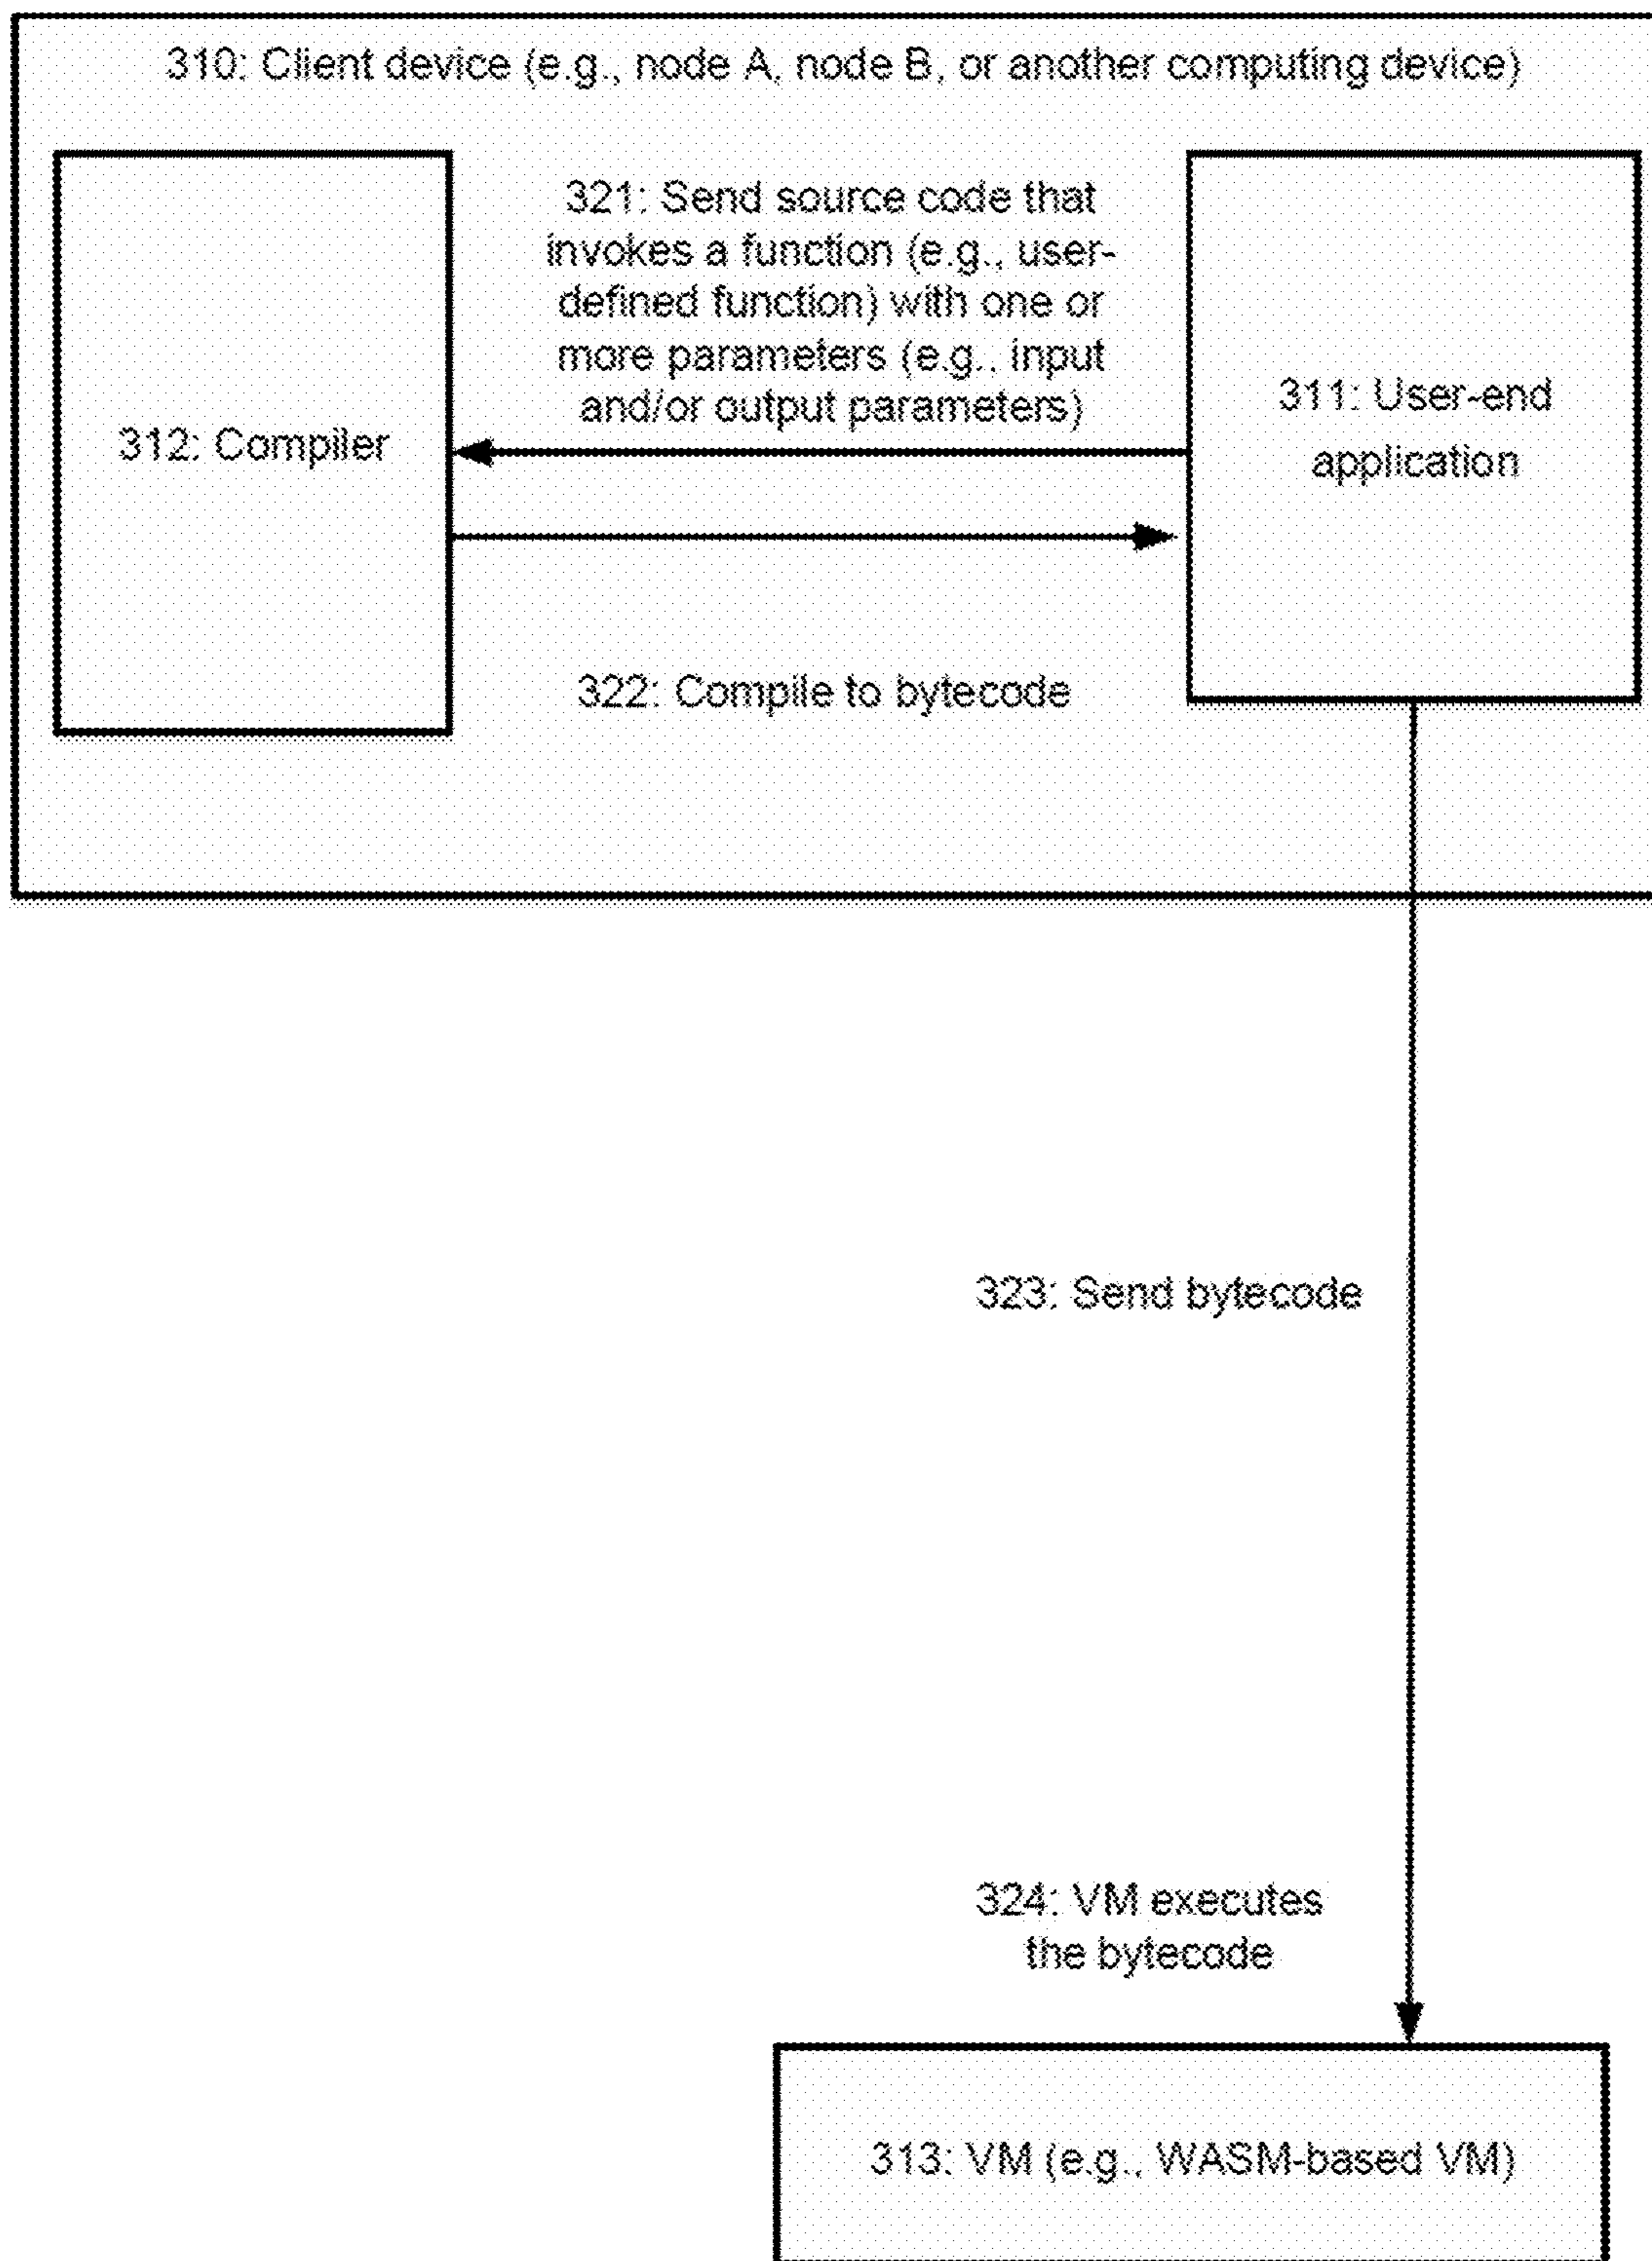 310: Client device (e.g., node A, node B, or another computing device)
321: Send source code that
invokes a function (e.g., user-
defined function) with one or
more parameters (e.g., input
and/or output parameters)
312: Compiler
311: User-end
application
322: Compile to bytecode
323: Send bytecode
324: VM executes
the bytecode
313: VM (e.g., WASM-based VM)